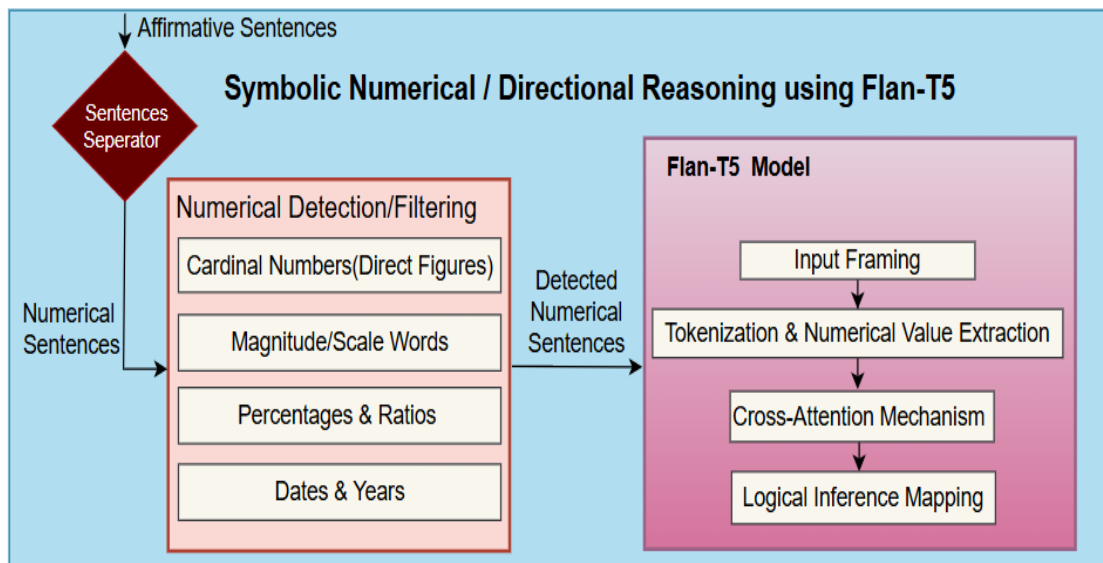 Affirmative Sentences
Symbolic Numerical / Directional Reasoning using Flan-T5
Sentences
Seperator
Numerical Detection/Filtering
Cardinal Numbers(Direct Figures)
Magnitude/Scale Words
Percentages & Ratios
Dates & Years
Numerical
Sentences
Detected
Numerical
Sentences
Flan-T5 Model
Input Framing
Tokenization & Numerical Value Extraction
Cross-Attention Mechanism
Logical Inference Mapping